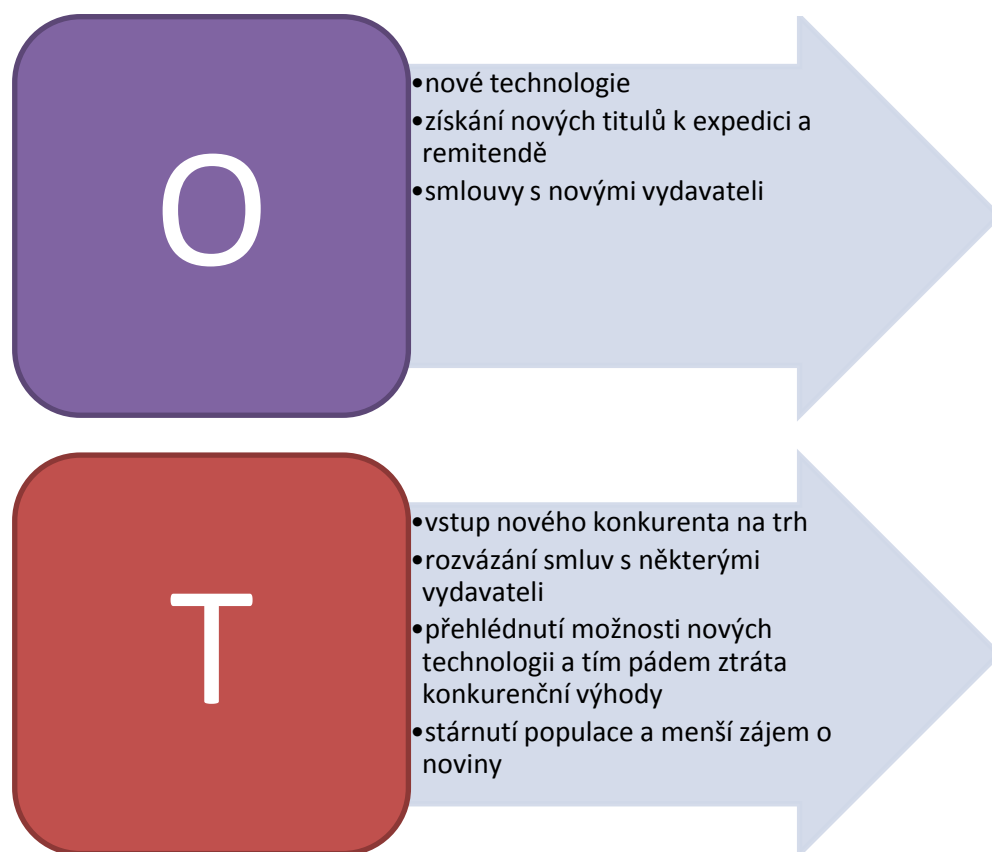 O
•nové technologie
•získání nových titulů k expedici a
remitendě
•smlouvy s novými vydavateli
T
•vstup nového konkurenta na trh
•rozvázání smluv s některými
vydavateli
•přehlédnutí možnosti nových
technologii a tím pádem ztráta
konkurenční výhody
•stárnutí populace a menší zájem o
noviny